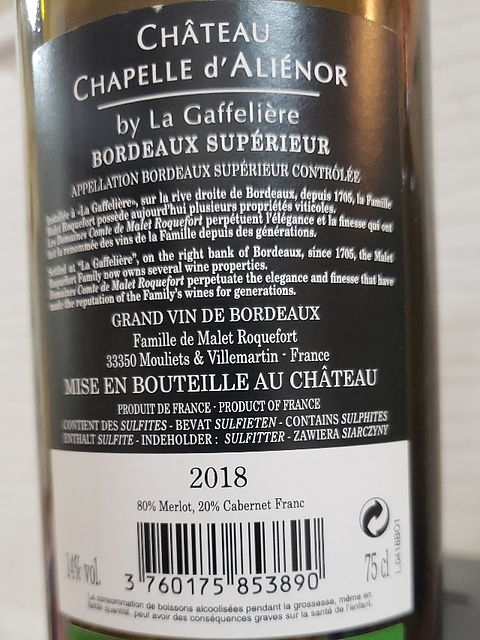 CHÂTEAU
CHAPELLE d'ALIÉNOR
by La Gaffelière
BORDEAUX SUPÉRIEUR
APPELLATION BORDEAUX SUPÉRIEUR CONTRÔLÉE
Installée à «La Gaffelière», sur la rive droite de Bordeaux, depuis 1705, la Famille
Malet Roquefort possède aujourd'hui plusieurs propriétés viticoles.
Les Domaines Comte de Malet Roquefort perpétuent l'élégance et la finesse qui ont
fait la renommée des vins de la Famille depuis des générations.
Settled at "La Gaffelière", on the right bank of Bordeaux, since 1705, the Malet
Roquefort Family now owns several wine properties.
Domaines Comte de Malet Roquefort perpetuate the elegance and finesse that have
made the reputation of the Family's wines for generations.
GRAND VIN DE BORDEAUX
Famille de Malet Roquefort
33350 Mouliets & Villemartin - France
MISE EN BOUTEILLE AU CHÂTEAU
PRODUIT DE FRANCE - PRODUCT OF FRANCE
CONTIENT DES SULFITES - BEVAT SULFIETEN - CONTAINS SULPHITES
ENTHALT SULFITE - INDEHOLDER : SULFITTER - ZAWIERA SIARCZYNY
2018
80% Merlot, 20% Cabernet Franc
14% vol.
75 cl
L0418BO1
3 760175 853890
La consommation de boissons alcoolisées pendant la grossesse, même en
faible quantité, peut avoir des conséquences graves sur la santé de l'enfant.